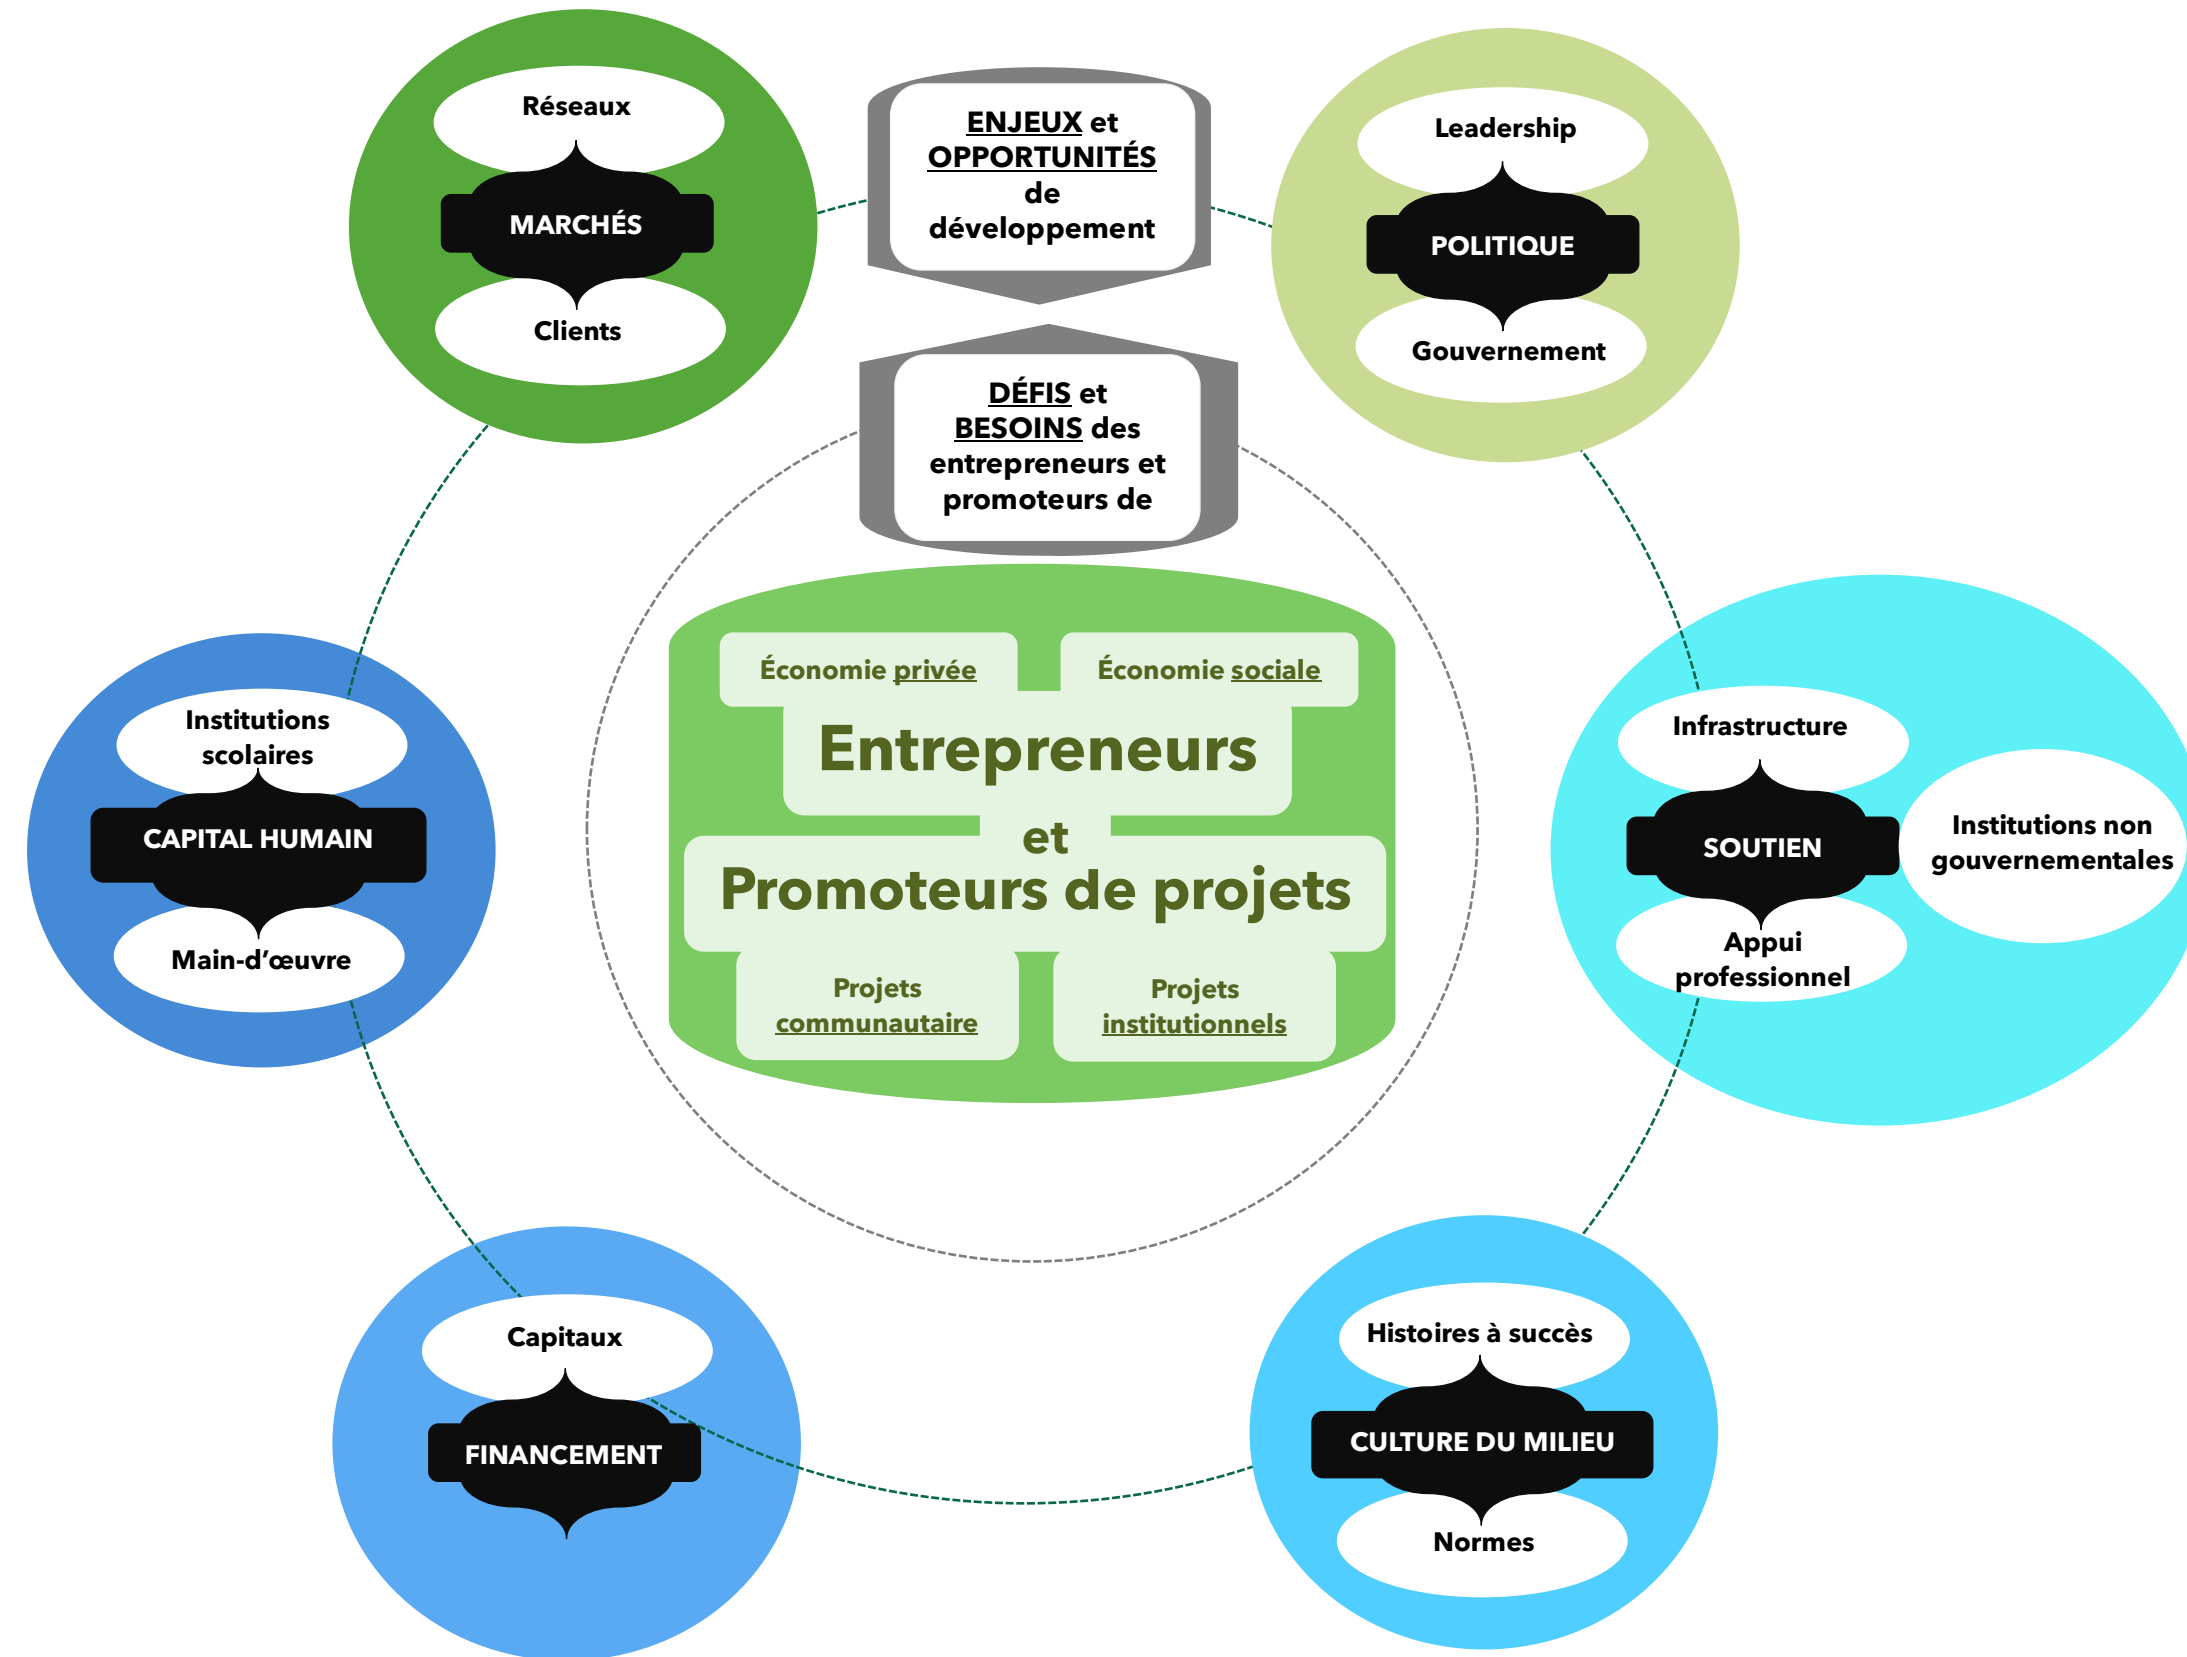 Réseaux
MARCHÉS
Clients
ENJEUX et
OPPORTUNITÉS
de
développement
Leadership
POLITIQUE
Gouvernement
DÉFIS et
BESOINS des
entrepreneurs et
promoteurs de
Économie privée
Économie sociale
Entrepreneurs
et
Promoteurs de projets
Projets
communautaire
Projets
institutionnels
Institutions
scolaires
CAPITAL HUMAIN
Main-d’œuvre
Infrastructure
SOUTIEN
Institutions non
gouvernementales
Appui
professionnel
Capitaux
FINANCEMENT
Histoires à succès
CULTURE DU MILIEU
Normes